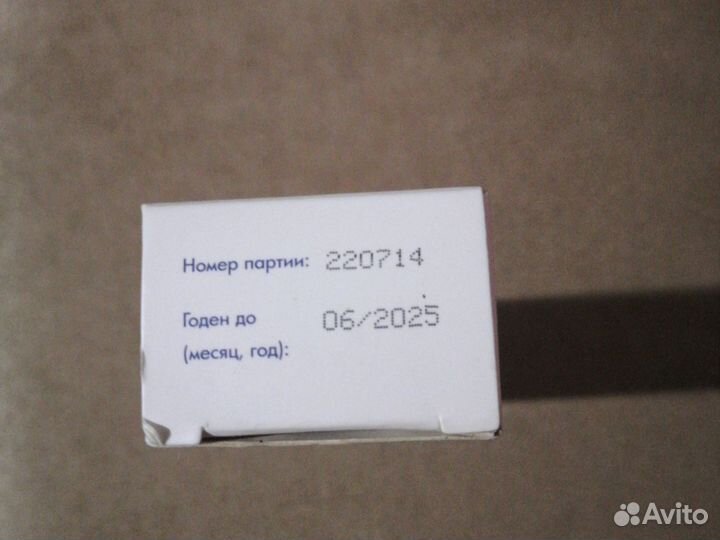 Номер партии: 220714
Годен до 06/2025
(месяц, год):
Avito